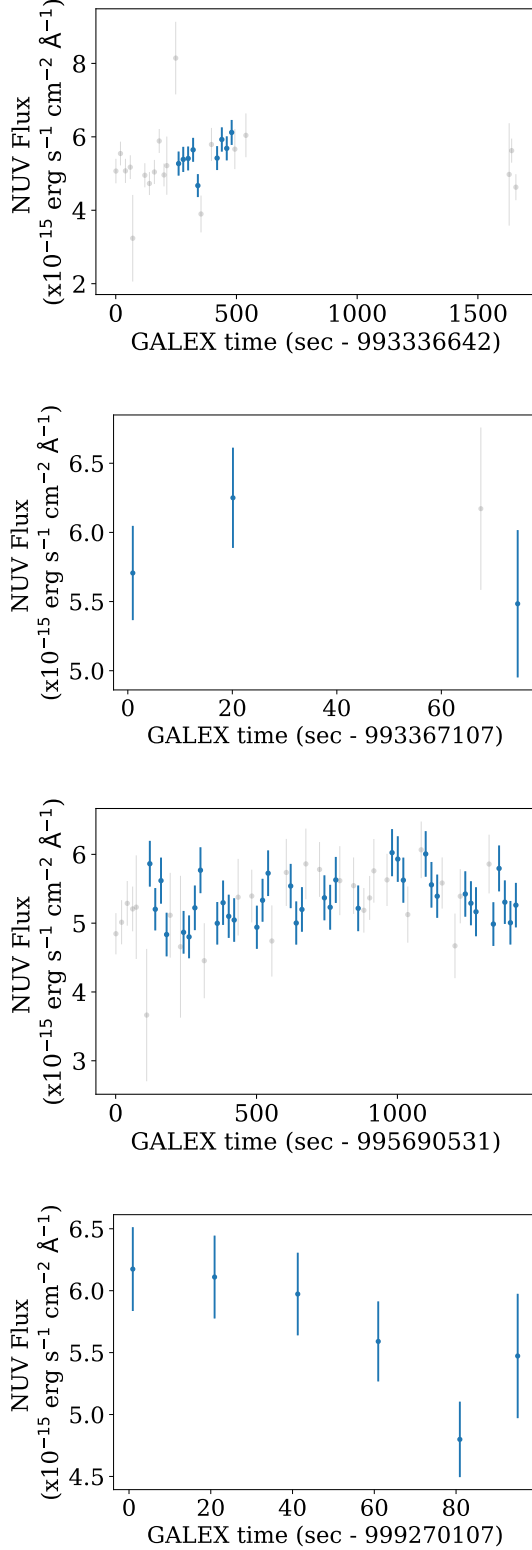 NUV Flux
(x10⁻¹⁵ erg s⁻¹ cm⁻² Å⁻¹)
8
6
4
2
0 500 1000 1500
GALEX time (sec - 993336642)
NUV Flux
(x10⁻¹⁵ erg s⁻¹ cm⁻² Å⁻¹)
6.5
6.0
5.5
5.0
0 20 40 60
GALEX time (sec - 993367107)
NUV Flux
(x10⁻¹⁵ erg s⁻¹ cm⁻² Å⁻¹)
6
5
4
3
0 500 1000
GALEX time (sec - 995690531)
NUV Flux
(x10⁻¹⁵ erg s⁻¹ cm⁻² Å⁻¹)
6.5
6.0
5.5
5.0
4.5
0 20 40 60 80
GALEX time (sec - 999270107)